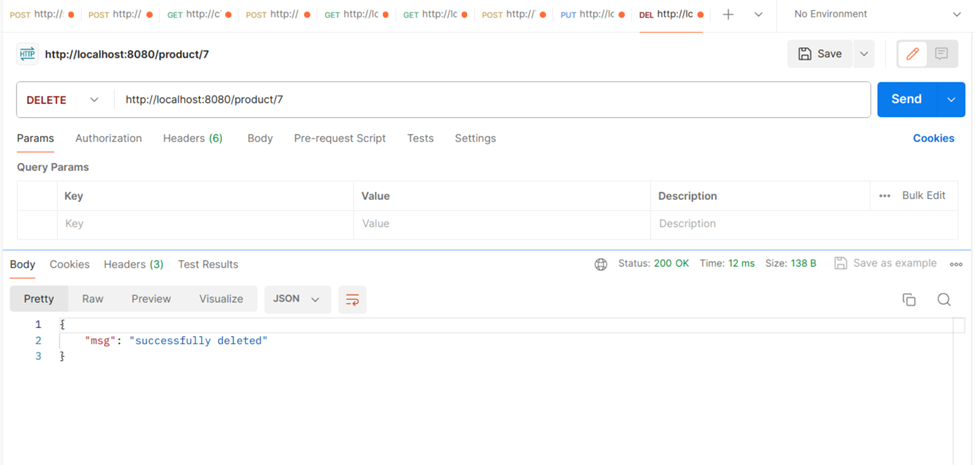 POST http://: POST http:// GET http://c' POST http:// GET http://lc GET http://lc POST http:// PUT http://lc DEL http://lc No Environment
HTTP http://localhost:8080/product/7 Save
DELETE http://localhost:8080/product/7 Send
Params Authorization Headers (6) Body Pre-request Script Tests Settings Cookies
Query Params
Key Value Description ••• Bulk Edit
Key Value Description
Body Cookies Headers (3) Test Results Status: 200 OK Time: 12 ms Size: 138 B Save as example
Pretty Raw Preview Visualize JSON
1 {
2 "msg": "successfully deleted"
3 }